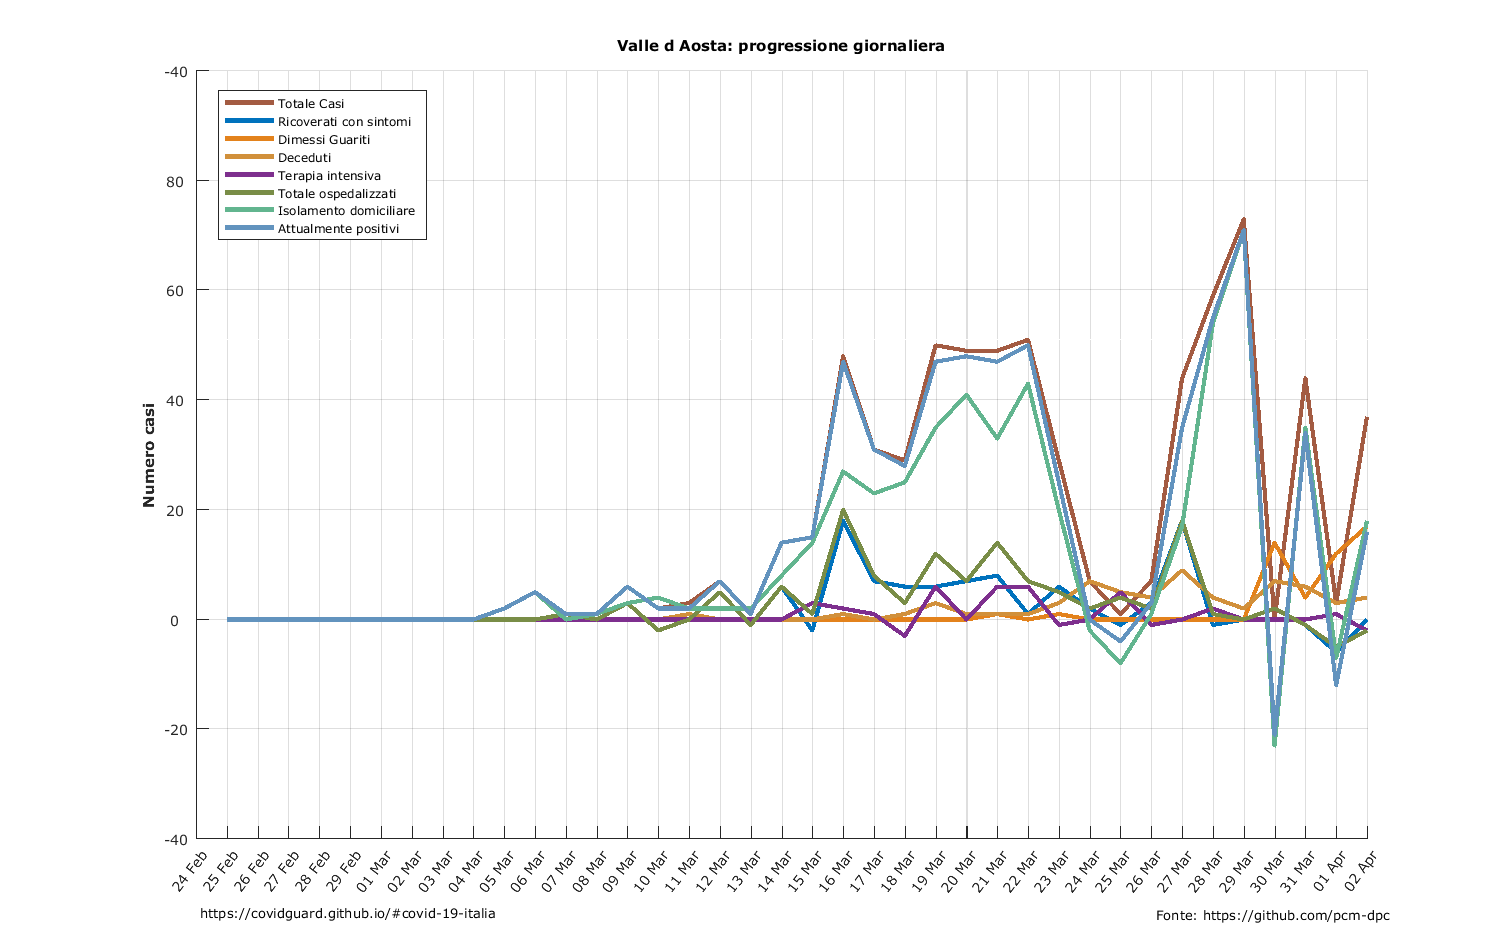 Valle d Aosta: progressione giornaliera
-40
80
60
40
20
0
-20
-40
Numero casi
Totale Casi
Ricoverati con sintomi
Dimessi Guariti
Deceduti
Terapia intensiva
Totale ospedalizzati
Isolamento domiciliare
Attualmente positivi
24 Feb
25 Feb
26 Feb
27 Feb
28 Feb
29 Feb
01 Mar
02 Mar
03 Mar
04 Mar
05 Mar
06 Mar
07 Mar
08 Mar
09 Mar
10 Mar
11 Mar
12 Mar
13 Mar
14 Mar
15 Mar
16 Mar
17 Mar
18 Mar
19 Mar
20 Mar
21 Mar
22 Mar
23 Mar
24 Mar
25 Mar
26 Mar
27 Mar
28 Mar
29 Mar
30 Mar
31 Mar
01 Apr
02 Apr
https://covidguard.github.io/#covid-19-italia
Fonte: https://github.com/pcm-dpc